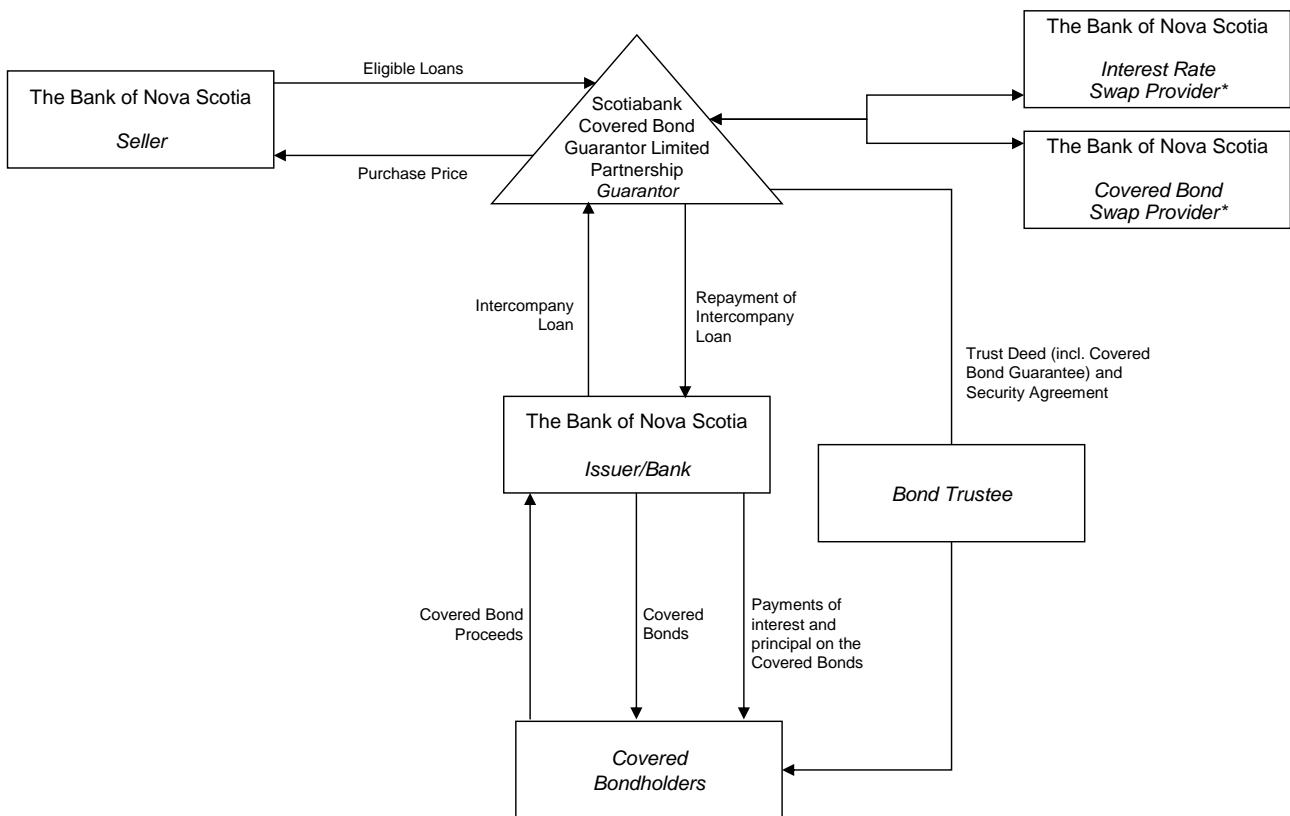 The Bank of Nova Scotia
Seller
Eligible Loans
Purchase Price
Scotiabank
Covered Bond
Guarantor Limited
Partnership
Guarantor
The Bank of Nova Scotia
Interest Rate
Swap Provider*
The Bank of Nova Scotia
Covered Bond
Swap Provider*
Intercompany
Loan
Repayment of
Intercompany
Loan
Trust Deed (incl. Covered
Bond Guarantee) and
Security Agreement
The Bank of Nova Scotia
Issuer/Bank
Bond Trustee
Covered Bond
Proceeds
Covered
Bonds
Payments of
interest and
principal on the
Covered Bonds
Covered
Bondholders